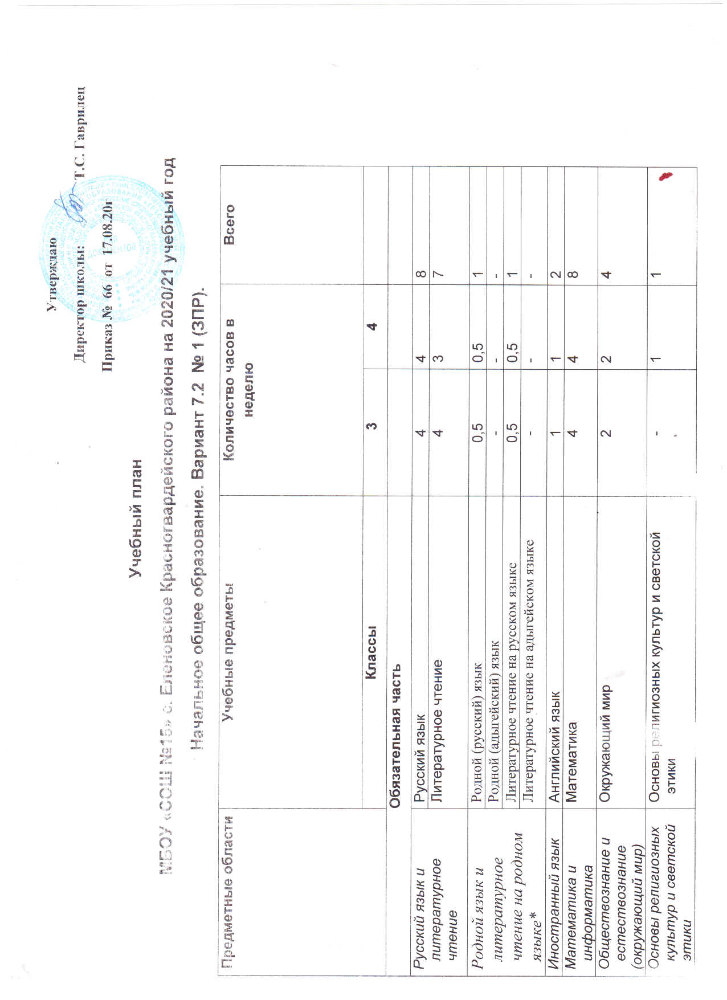 Утверждаю
Директор школы: Т.С. Гаврилец
Приказ № 66 от 17.08.20г
Учебный план
МБОУ «СОШ №15» с. Еленовское Красногвардейского района на 2020/21 учебный год
Начальное общее образование. Вариант 7.2 № 1 (ЗПР).
Предметные области Учебные предметы Количество часов в Всего
неделю
Классы 3 4
Обязательная часть
Русский язык и Русский язык 4 4 8
литературное Литературное чтение 4 3 7
чтение
Родной язык и Родной (русский) язык 0,5 0,5 1
литературное Родной (адыгейский) язык - - -
чтение на родном Литературное чтение на русском языке 0,5 0,5 1
языке* Литературное чтение на адыгейском языке - - -
Иностранный язык Английский язык 1 1 2
Математика и Математика 4 4 8
информатика
Обществознание и Окружающий мир 2 2 4
естествознание
(окружающий мир)
Основы религиозных Основы религиозных культур и светской - 1 1
культур и светской этики
этики
ДОКУМЕНТОВ